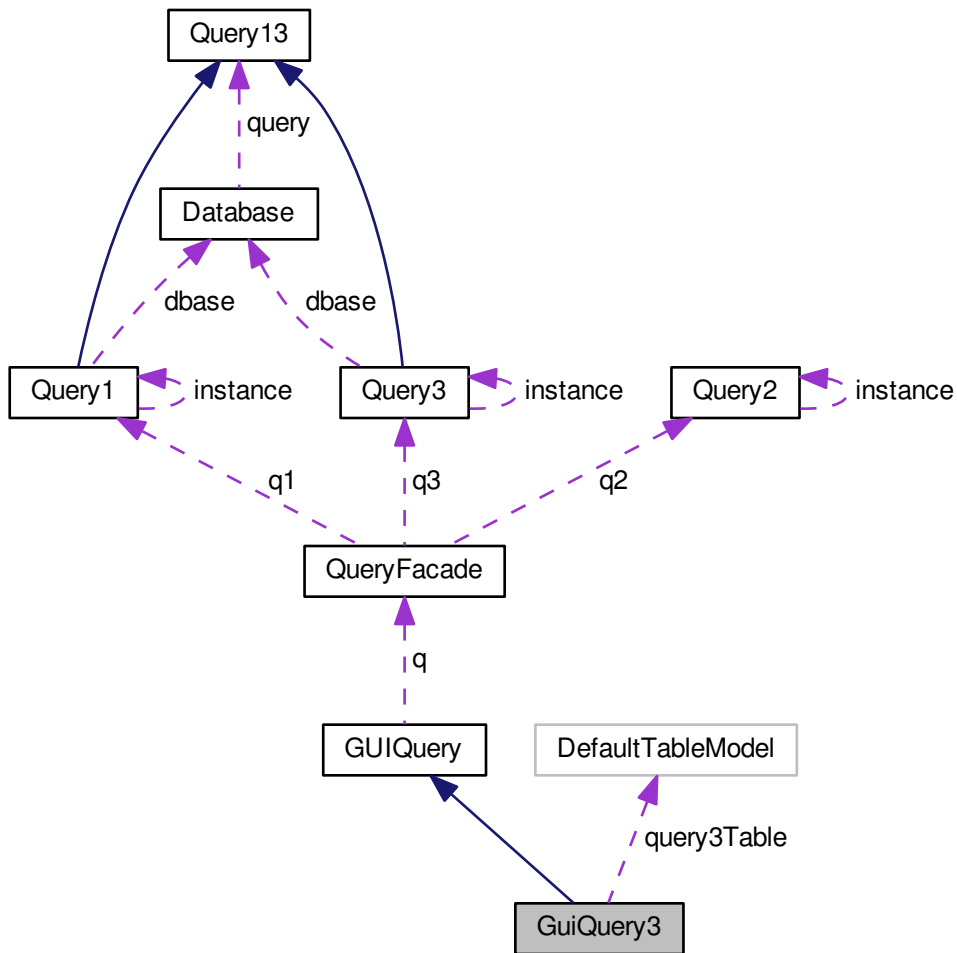 Query13
query
Database
dbase
dbase
Query1
instance
Query3
instance
Query2
instance
q1
q3
q2
QueryFacade
q
GUIQuery
DefaultTableModel
query3Table
GuiQuery3